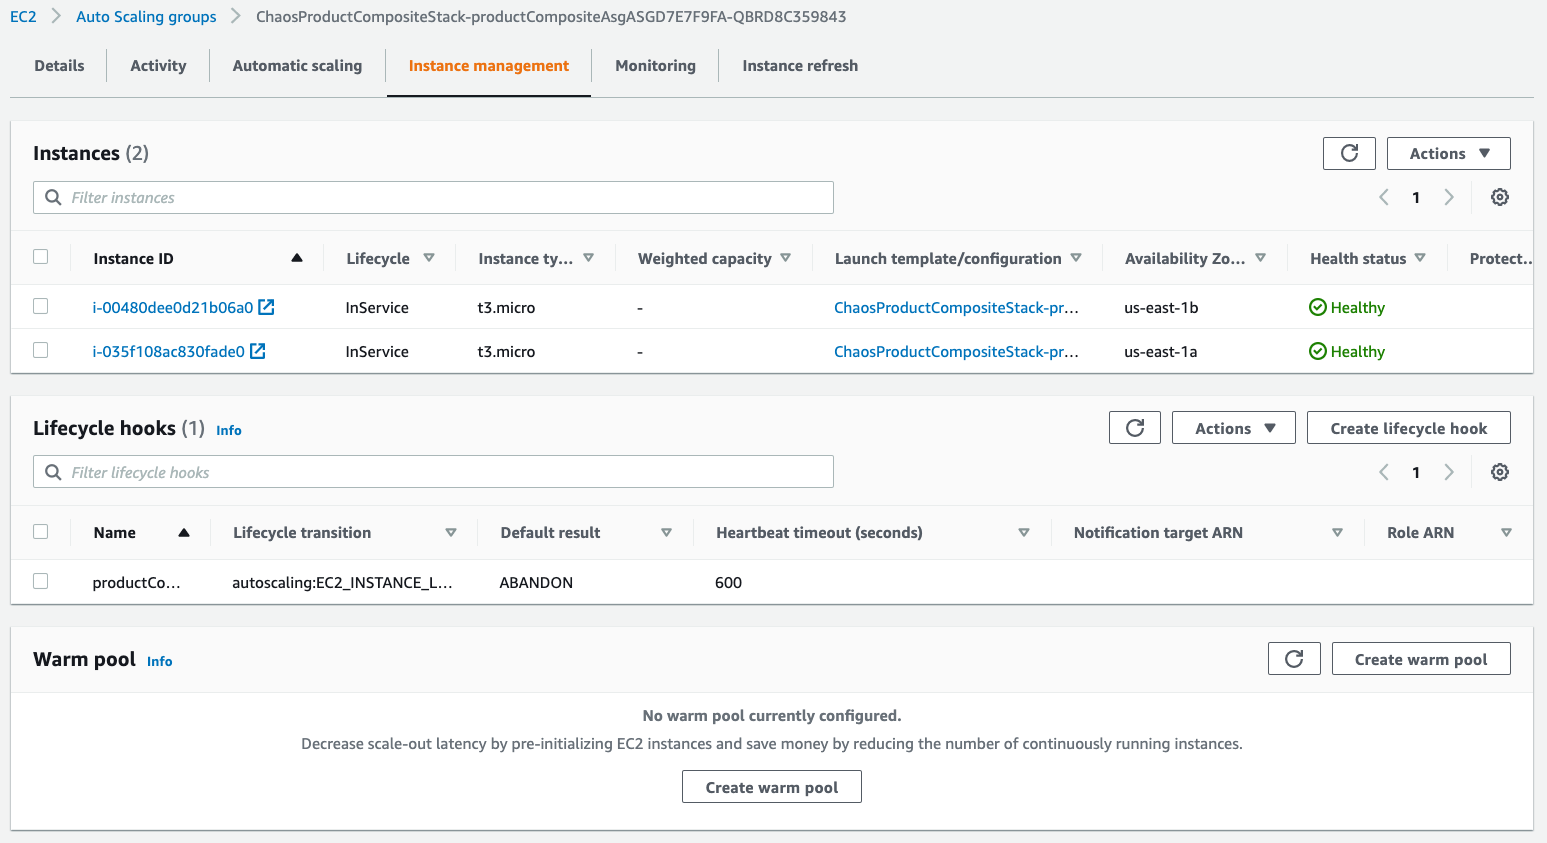 EC2 > Auto Scaling groups > ChaosProductCompositeStack-productCompositeAsgASGD7E7F9FA-QBRD8C359843
Details Activity Automatic scaling Instance management Monitoring Instance refresh
Instances (2) Actions
Filter instances 1
Instance ID Lifecycle Instance ty... Weighted capacity Launch template/configuration Availability Zo... Health status Protect..
i-00480dee0d21b06a0 InService t3.micro - ChaosProductCompositeStack-pr... us-east-1b Healthy
i-035f108ac830fade0 InService t3.micro - ChaosProductCompositeStack-pr... us-east-1a Healthy
Lifecycle hooks (1) Info Actions Create lifecycle hook
Filter lifecycle hooks 1
Name Lifecycle transition Default result Heartbeat timeout (seconds) Notification target ARN Role ARN
productCo... autoscaling:EC2_INSTANCE_L... ABANDON 600
Warm pool Info Create warm pool
No warm pool currently configured.
Decrease scale-out latency by pre-initializing EC2 instances and save money by reducing the number of continuously running instances.
Create warm pool